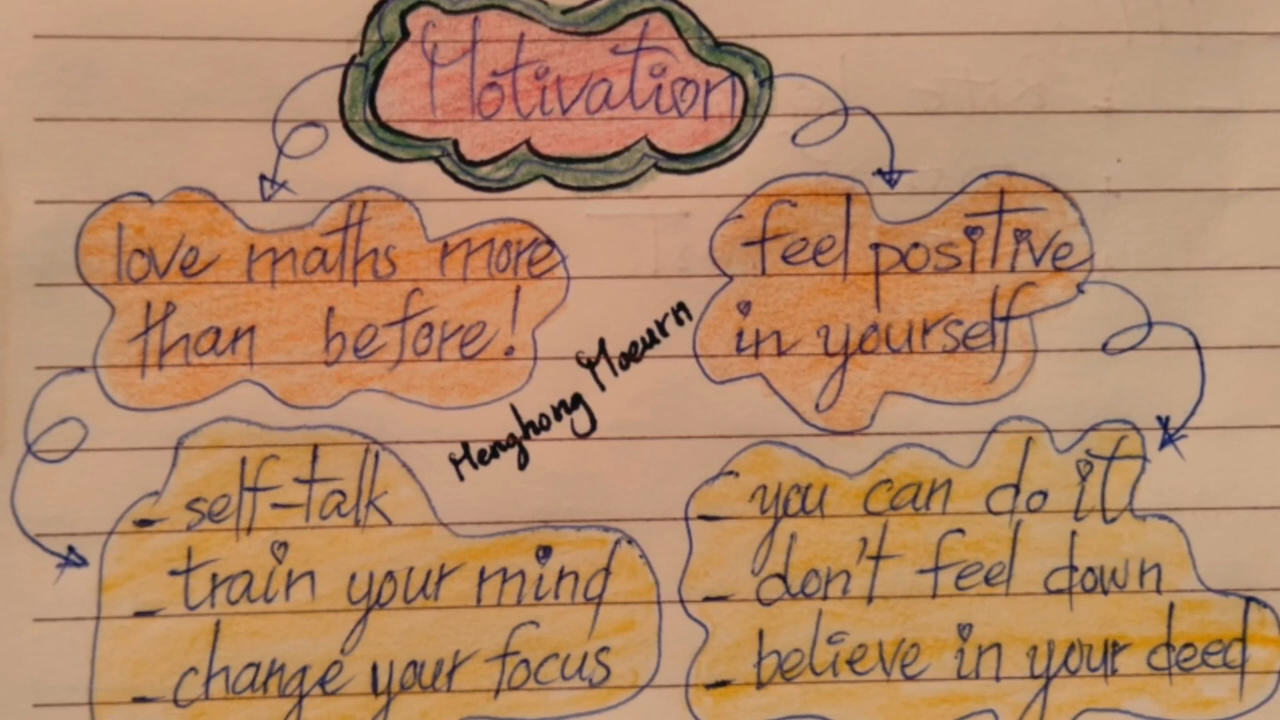 Motivation
love maths more
than before!
feel positive
in yourself
Menghong Moeurn
- self-talk
- train your mind
- change your focus
- you can do it
- don't feel down
- believe in your deed